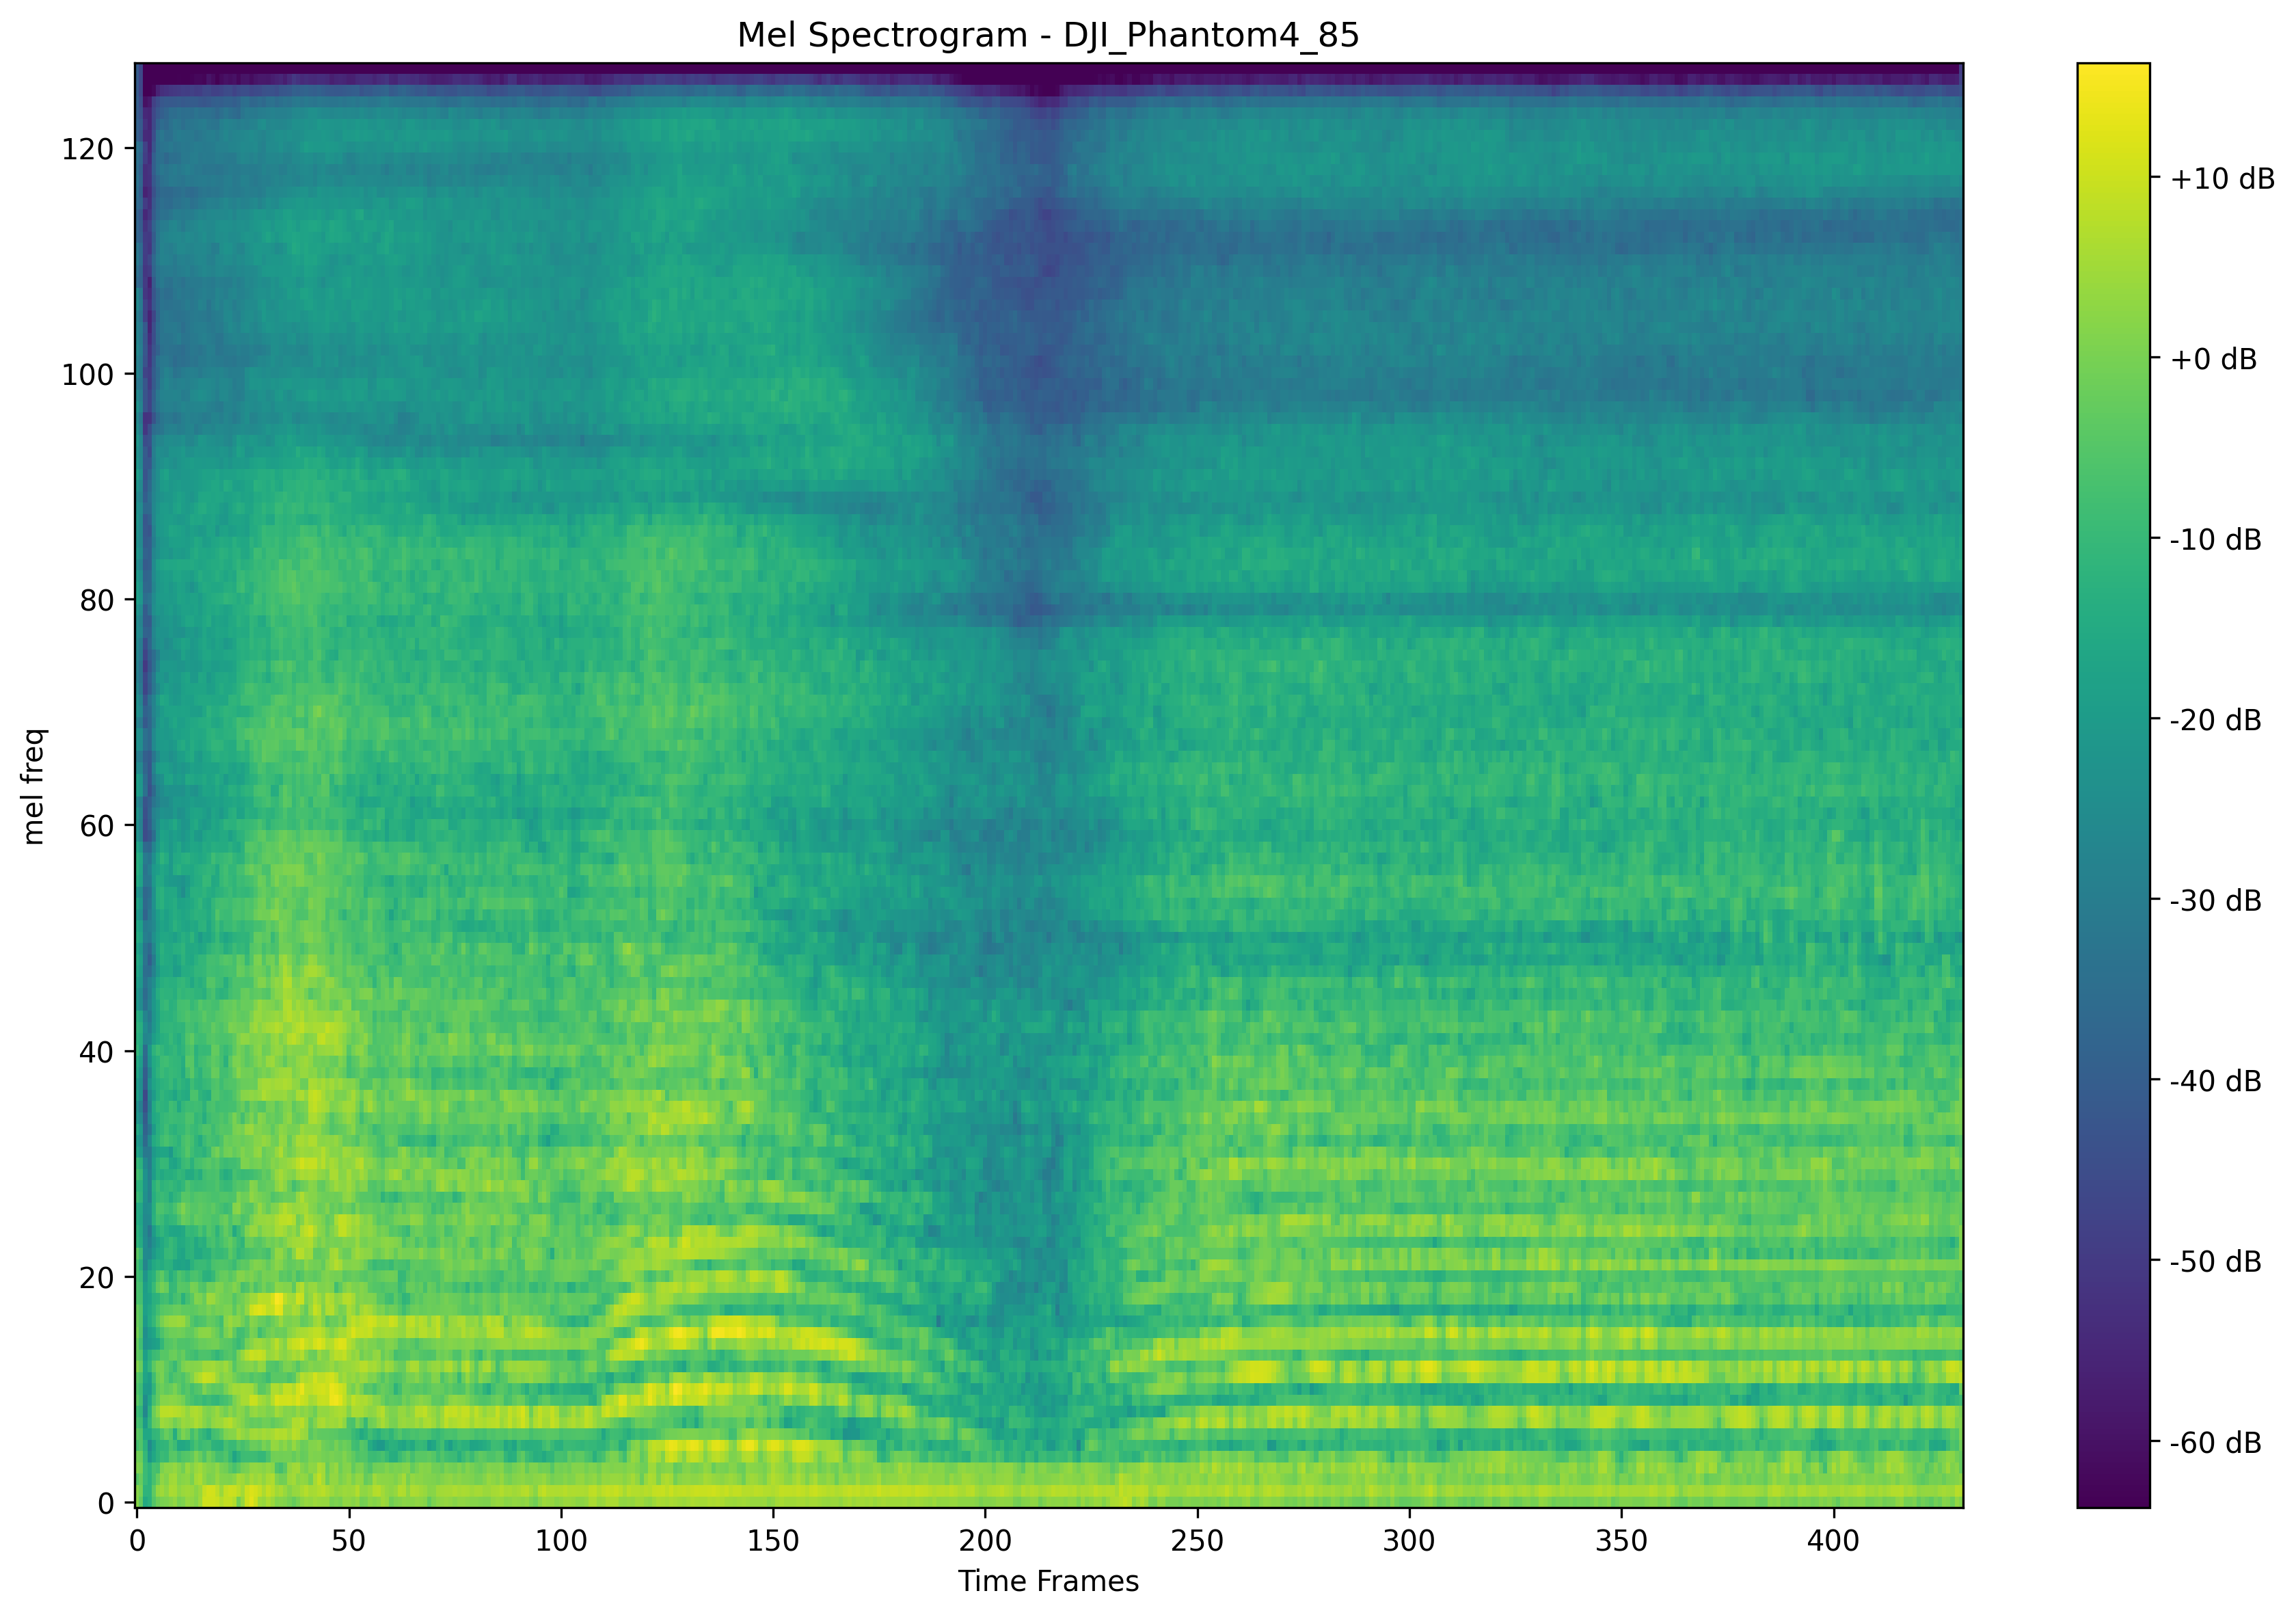 Mel Spectrogram - DJI_Phantom4_85
mel freq
120
100
80
60
40
20
0
0 50 100 150 200 250 300 350 400
Time Frames
+10 dB
+0 dB
-10 dB
-20 dB
-30 dB
-40 dB
-50 dB
-60 dB